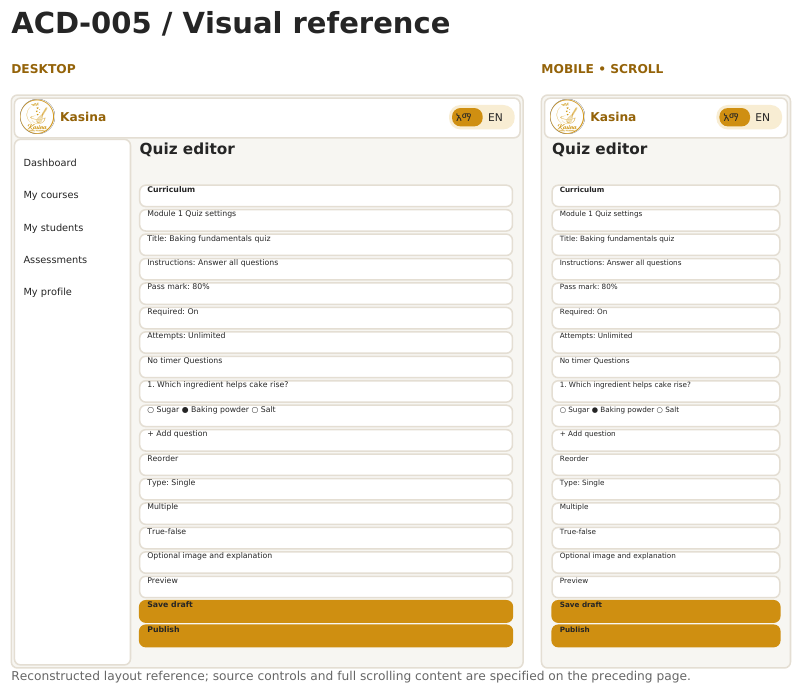 ACD-005 / Visual reference
DESKTOP
Kasina
Kasina
አማ EN
Dashboard
My courses
My students
Assessments
My profile
Quiz editor
Curriculum
Module 1 Quiz settings
Title: Baking fundamentals quiz
Instructions: Answer all questions
Pass mark: 80%
Required: On
Attempts: Unlimited
No timer Questions
1. Which ingredient helps cake rise?
○ Sugar ● Baking powder ○ Salt
+ Add question
Reorder
Type: Single
Multiple
True-false
Optional image and explanation
Preview
Save draft
Publish
MOBILE • SCROLL
Kasina
Kasina
አማ EN
Quiz editor
Curriculum
Module 1 Quiz settings
Title: Baking fundamentals quiz
Instructions: Answer all questions
Pass mark: 80%
Required: On
Attempts: Unlimited
No timer Questions
1. Which ingredient helps cake rise?
○ Sugar ● Baking powder ○ Salt
+ Add question
Reorder
Type: Single
Multiple
True-false
Optional image and explanation
Preview
Save draft
Publish
Reconstructed layout reference; source controls and full scrolling content are specified on the preceding page.